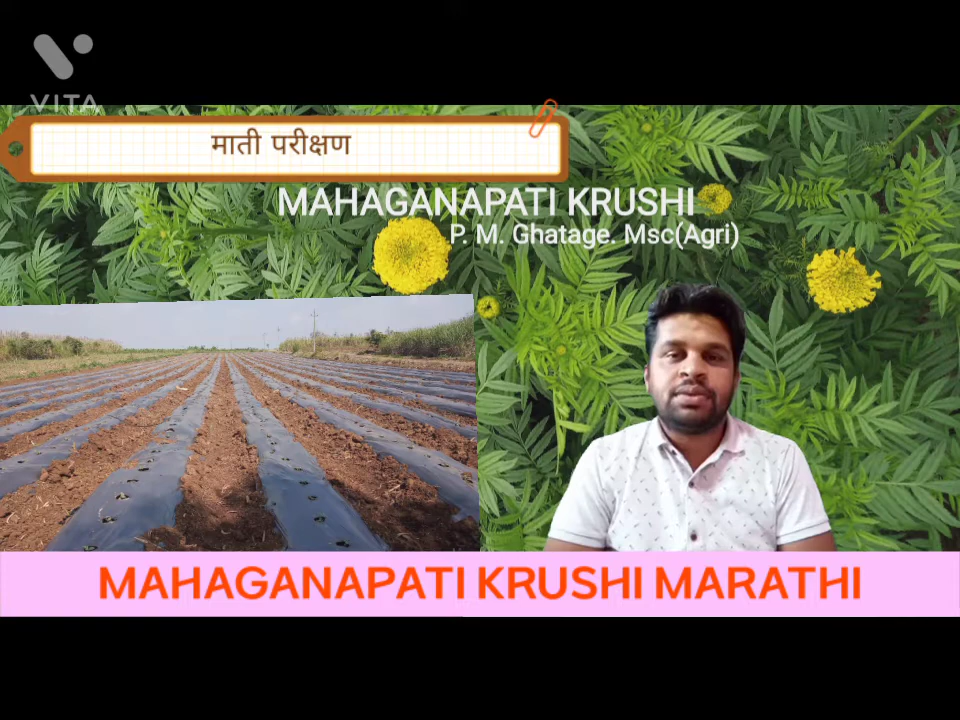 VITA
माती परीक्षण
MAHAGANAPATI KRUSHI
P. M. Ghatage. Msc(Agri)
MAHAGANAPATI KRUSHI MARATHI